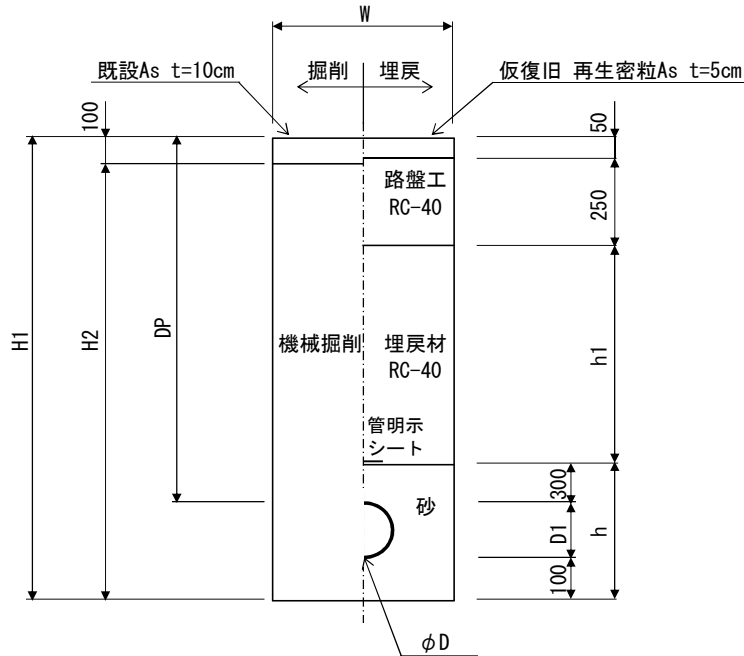 W
既設As t=10cm
掘削
埋戻
仮復旧 再生密粒As t=5cm
100
50
路盤工
RC-40
250
H1
H2
DP
機械掘削
埋戻材
RC-40
h1
管明示
シート
砂
300
D1
100
h
φD